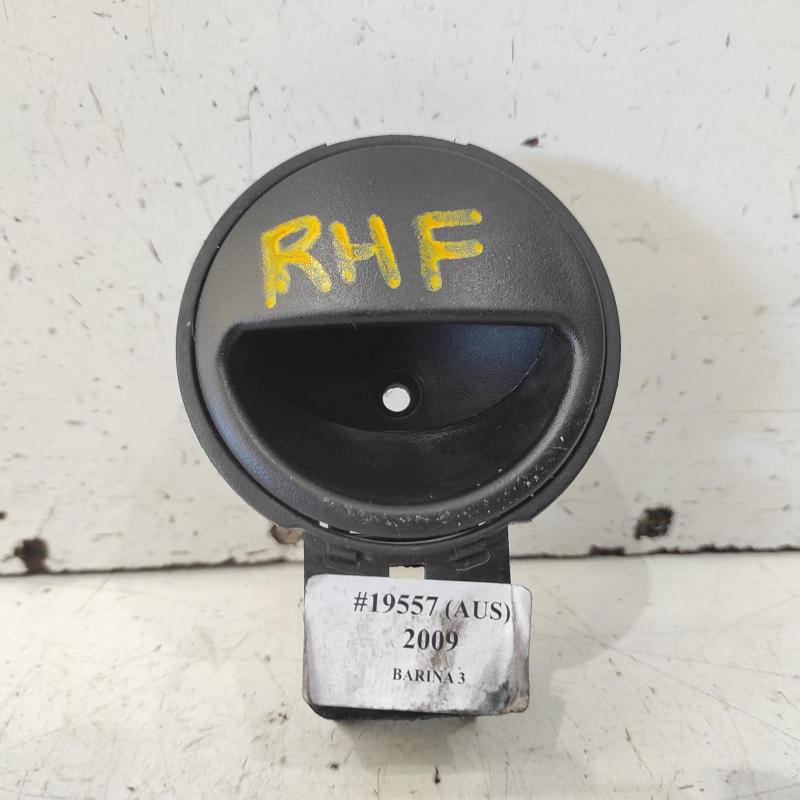 RHF
#19557 (AUS)
2009
BARINA 3